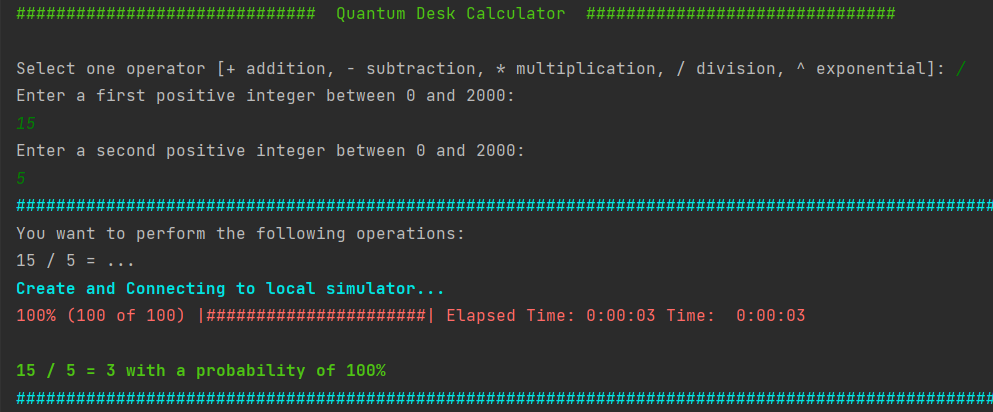 ##############################  Quantum Desk Calculator  ###############################
Select one operator [+ addition, - subtraction, * multiplication, / division, ^ exponential]: /
Enter a first positive integer between 0 and 2000:
15
Enter a second positive integer between 0 and 2000:
5
##################################################################################################
You want to perform the following operations:
15 / 5 = ...
Create and Connecting to local simulator...
100% (100 of 100) |######################| Elapsed Time: 0:00:03 Time:  0:00:03
15 / 5 = 3 with a probability of 100%
##################################################################################################